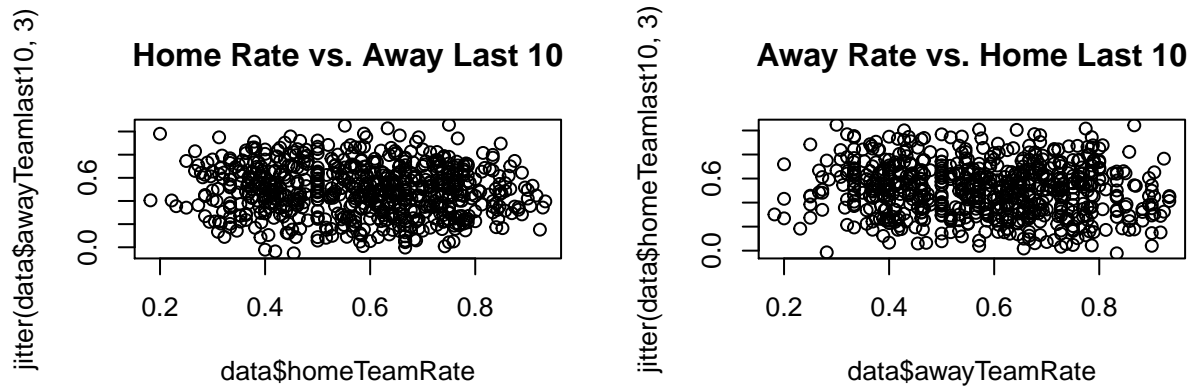 Home Rate vs. Away Last 10
jitter(data$awayTeamlast10, 3)
0.6
0.0
0.2 0.4 0.6 0.8
data$homeTeamRate
Away Rate vs. Home Last 10
jitter(data$homeTeamlast10, 3)
0.6
0.0
0.2 0.4 0.6 0.8
data$awayTeamRate